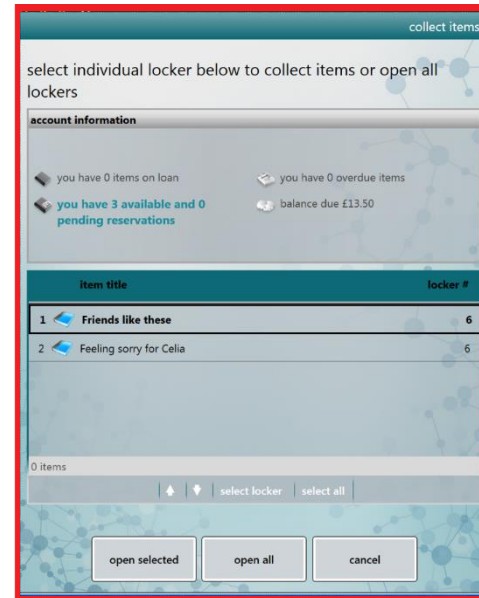 collect items
select individual locker below to collect items or open all
lockers
account information
you have 0 items on loan
you have 0 overdue items
you have 3 available and 0
pending reservations
balance due £13.50
item title locker #
1 Friends like these 6
2 Feeling sorry for Celia 6
0 items
select locker select all
open selected open all cancel